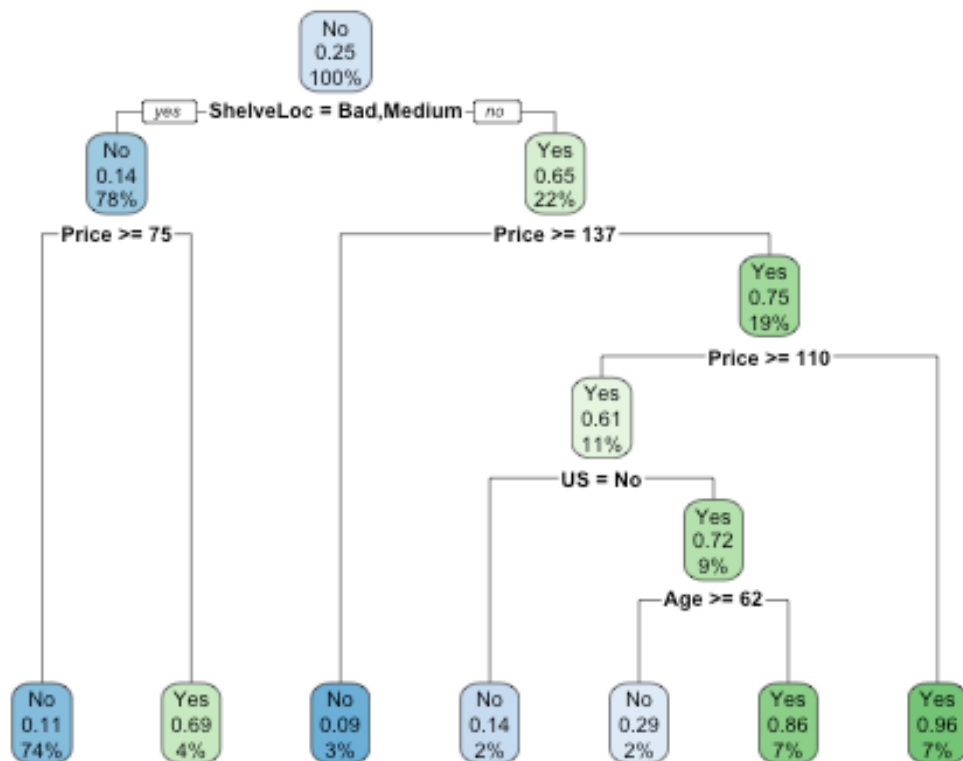 No
0.25
100%
yes ShelveLoc = Bad,Medium no
No
0.14
78%
Yes
0.65
22%
Price >= 75
Price >= 137
Yes
0.75
19%
Price >= 110
Yes
0.61
11%
US = No
Yes
0.72
9%
Age >= 62
No
0.11
74%
Yes
0.69
4%
No
0.09
3%
No
0.14
2%
No
0.29
2%
Yes
0.86
7%
Yes
0.96
7%